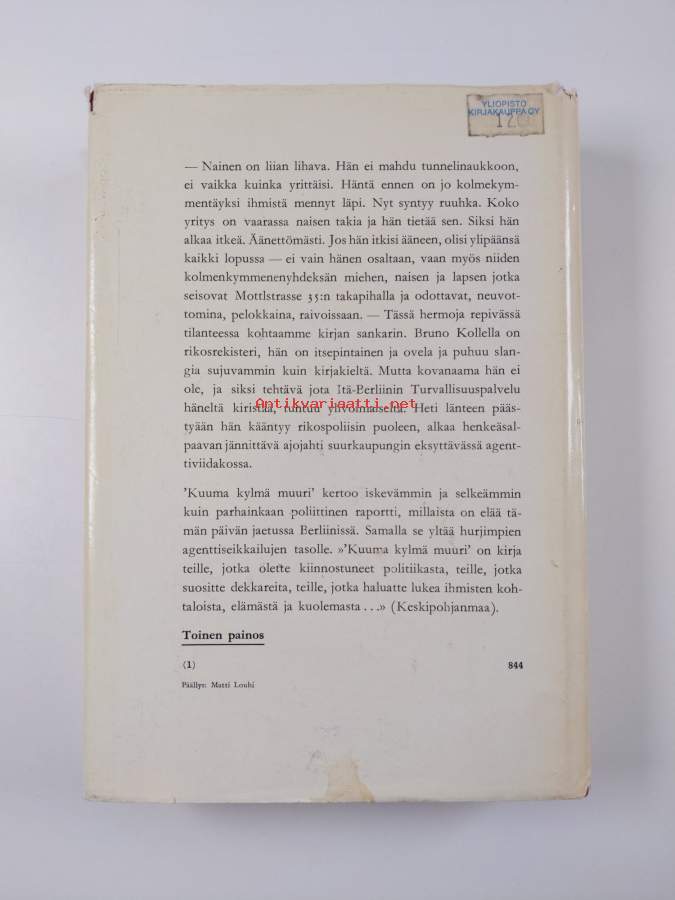 YLIOPISTO
KIRJAKAUPPA OY
— Nainen on liian lihava. Hän ei mahdu tunnelinaukkoon,
ei vaikka kuinka yrittäisi. Häntä ennen on jo kolmekym-
mentäyksi ihmistä mennyt läpi. Nyt syntyy ruuhka. Koko
yritys on vaarassa naisen takia ja hän tietää sen. Siksi hän
alkaa itkeä. Äänettömästi. Jos hän itkisi ääneen, olisi ylipäänsä
kaikki lopussa — ei vain hänen osaltaan, vaan myös niiden
kolmenkymmenenyhdeksän miehen, naisen ja lapsen jotka
seisovat Mottlstrasse 35:n takapihalla ja odottavat, neuvot-
tomina, pelokkaina, raivoissaan. — Tässä hermoja repivässä
tilanteessa kohtaamme kirjan sankarin. Bruno Kollella on
rikosrekisteri, hän on itsepintainen ja ovela ja puhuu slan-
gia sujuvammin kuin kirjakieltä. Mutta kovanaama hän ei
ole, ja siksi tehtävä jota Itä-Berliinin Turvallisuuspalvelu
häneltä kiristää, tuntuu ylivoimaiselta. Heti länteen pääs-
Antikvariaatti.net
tyään hän kääntyy rikospoliisin puoleen, alkaa henkeäsal-
paavan jännittävä ajojahti suurkaupungin eksyttävässä agent-
tiviidakossa.
'Kuuma kylmä muuri' kertoo iskevämmin ja selkeämmin
kuin parhainkaan poliittinen raportti, millaista on elää tä-
män päivän jaetussa Berliinissä. Samalla se yltää hurjimpien
agenttiseikkailujen tasolle. »'Kuuma kylmä muuri' on kirja
teille, jotka olette kiinnostuneet politiikasta, teille, jotka
suositte dekkareita, teille, jotka haluatte lukea ihmisten koh-
taloista, elämästä ja kuolemasta . . .» (Keskipohjanmaa).
Toinen painos
(1) 844
Päällys: Matti Louhi